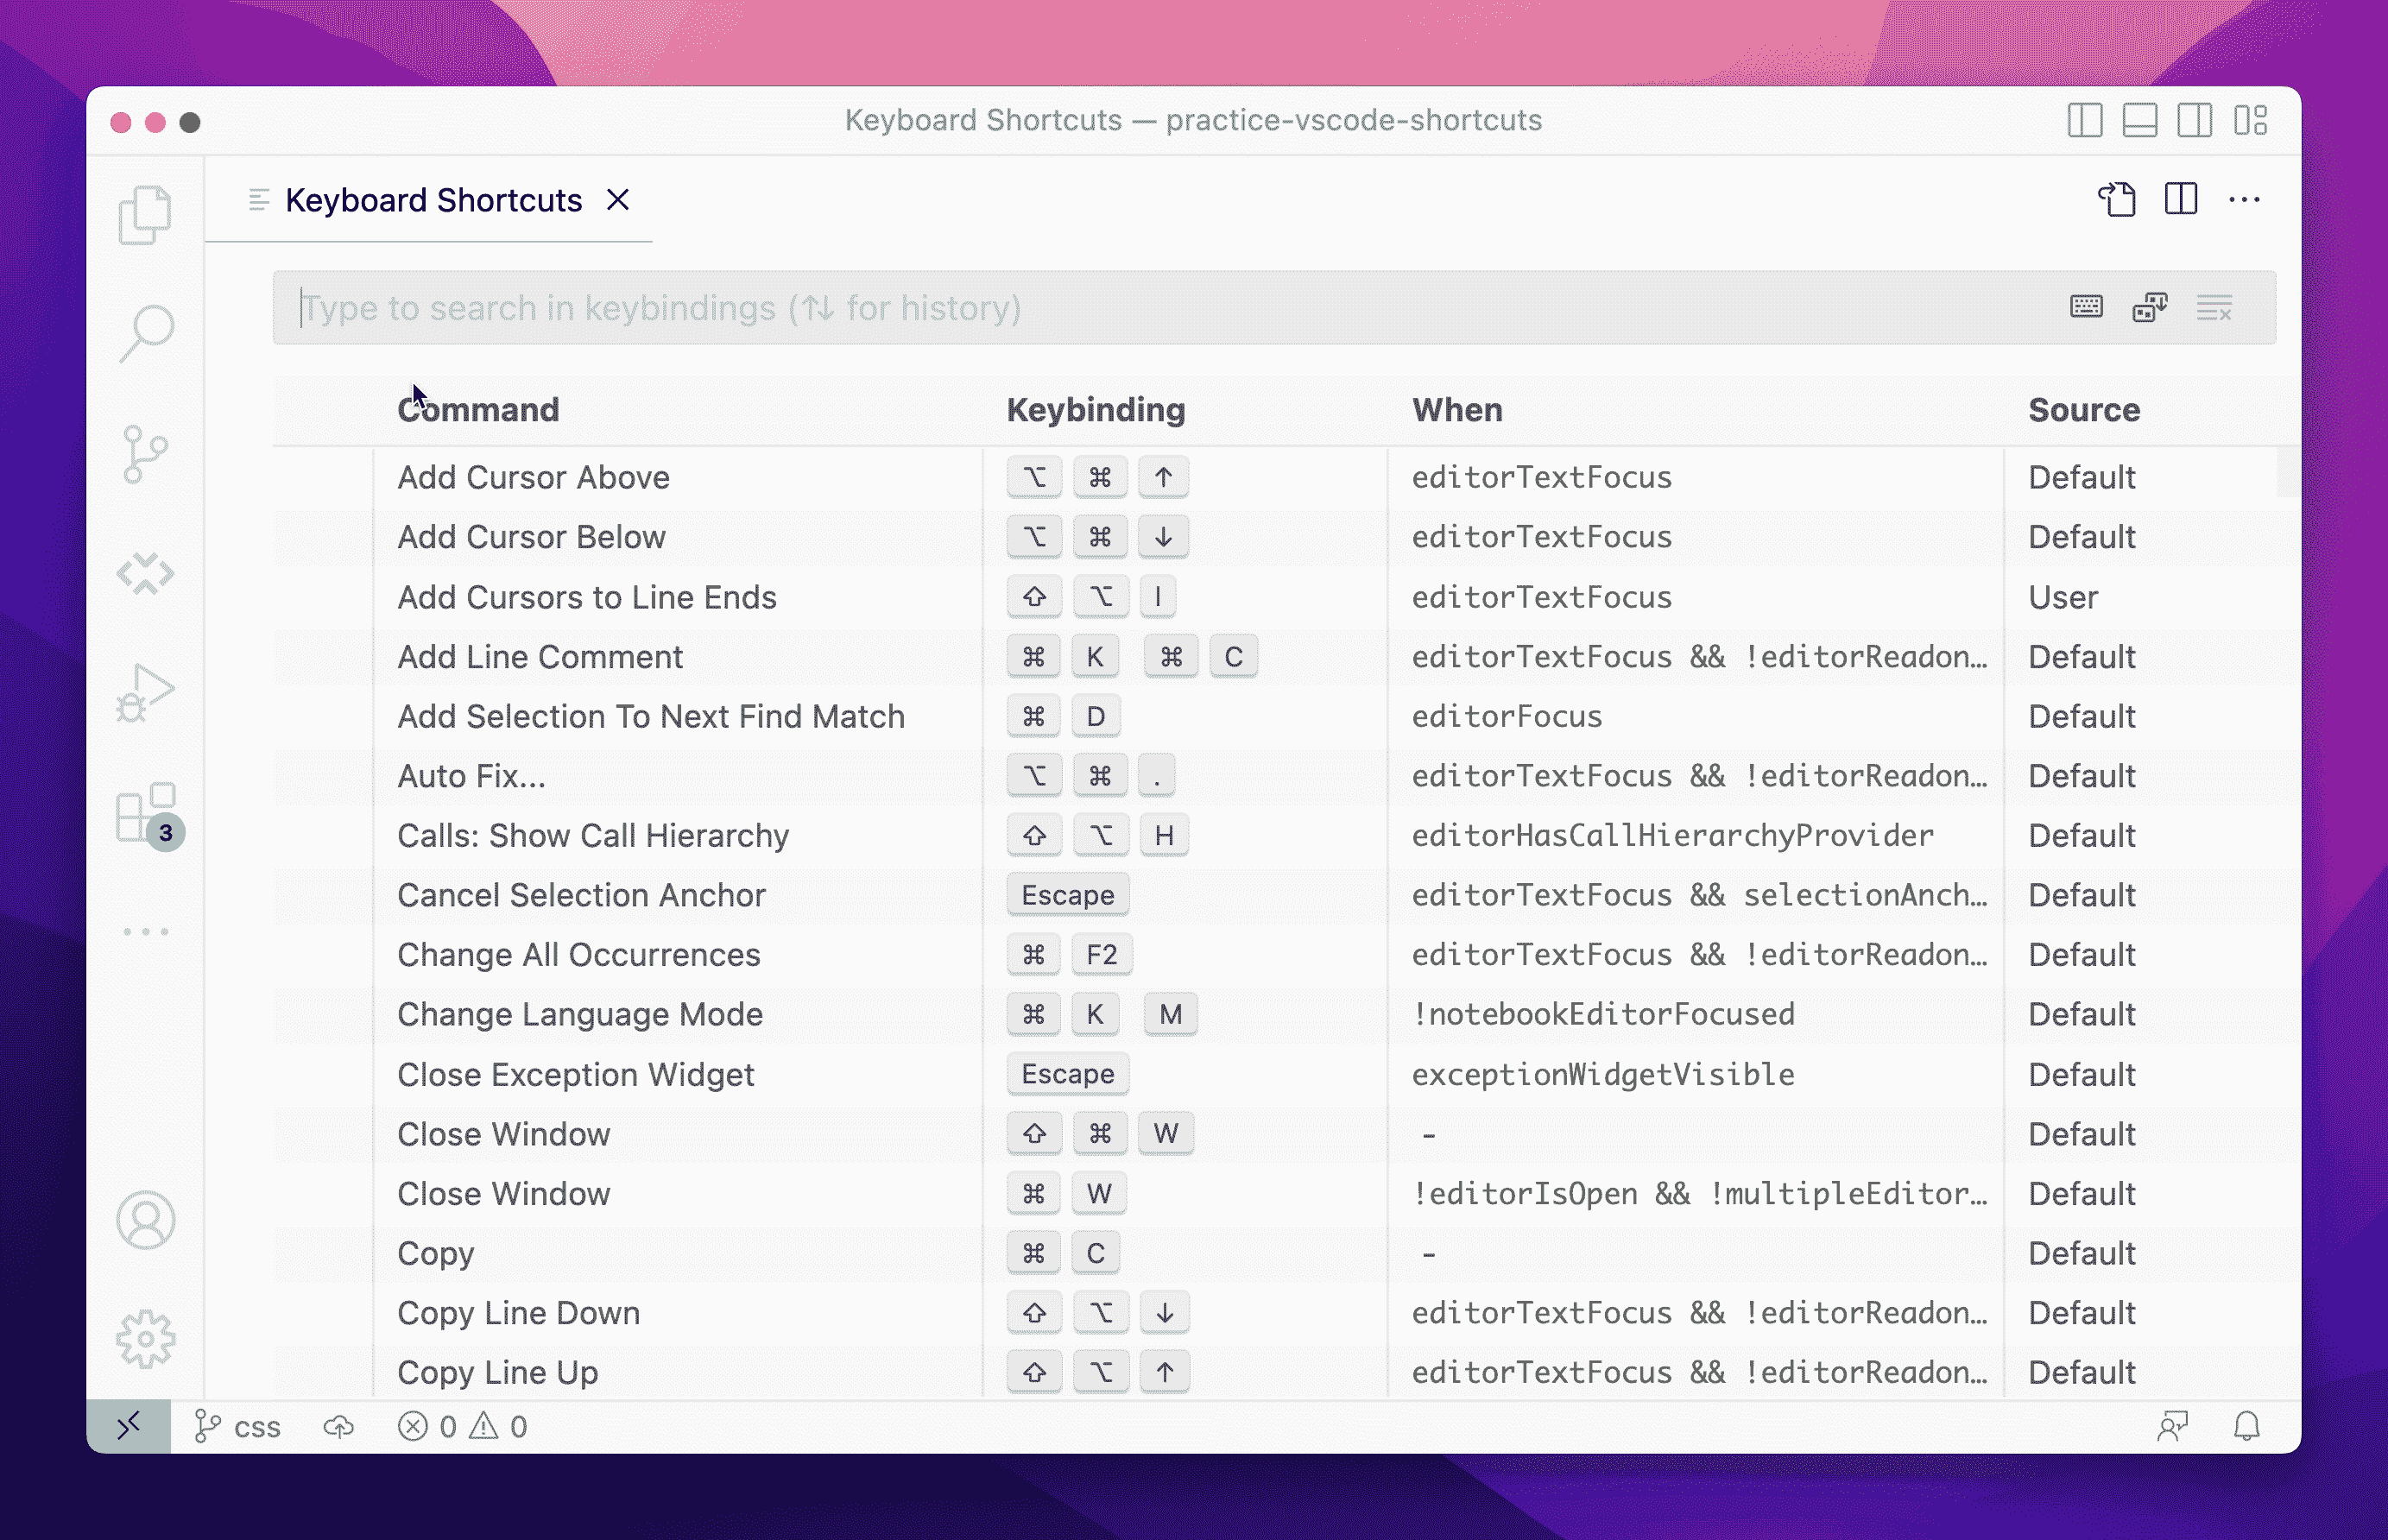 Keyboard Shortcuts — practice-vscode-shortcuts
Keyboard Shortcuts
Type to search in keybindings (⇅ for history)
Command Keybinding When Source
Add Cursor Above ⌥ ⌘ ↑ editorTextFocus Default
Add Cursor Below ⌥ ⌘ ↓ editorTextFocus Default
Add Cursors to Line Ends ⇧ ⌥ I editorTextFocus User
Add Line Comment ⌘ K ⌘ C editorTextFocus && !editorReadon… Default
Add Selection To Next Find Match ⌘ D editorFocus Default
Auto Fix... ⌥ ⌘ . editorTextFocus && !editorReadon… Default
Calls: Show Call Hierarchy ⇧ ⌥ H editorHasCallHierarchyProvider Default
Cancel Selection Anchor Escape editorTextFocus && selectionAnch… Default
Change All Occurrences ⌘ F2 editorTextFocus && !editorReadon… Default
Change Language Mode ⌘ K M !notebookEditorFocused Default
Close Exception Widget Escape exceptionWidgetVisible Default
Close Window ⇧ ⌘ W - Default
Close Window ⌘ W !editorIsOpen && !multipleEditor… Default
Copy ⌘ C - Default
Copy Line Down ⇧ ⌥ ↓ editorTextFocus && !editorReadon… Default
Copy Line Up ⇧ ⌥ ↑ editorTextFocus && !editorReadon… Default
3
css 0 0